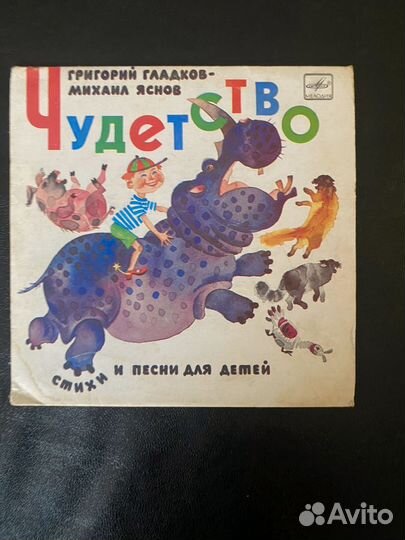 ГРИГОРИЙ ГЛАДКОВ-
МИХАИЛ ЯСНОВ
ЧУДЕТСТВО
МЕЛОДИЯ
СТИХИ И ПЕСНИ ДЛЯ ДЕТЕЙ
Avito